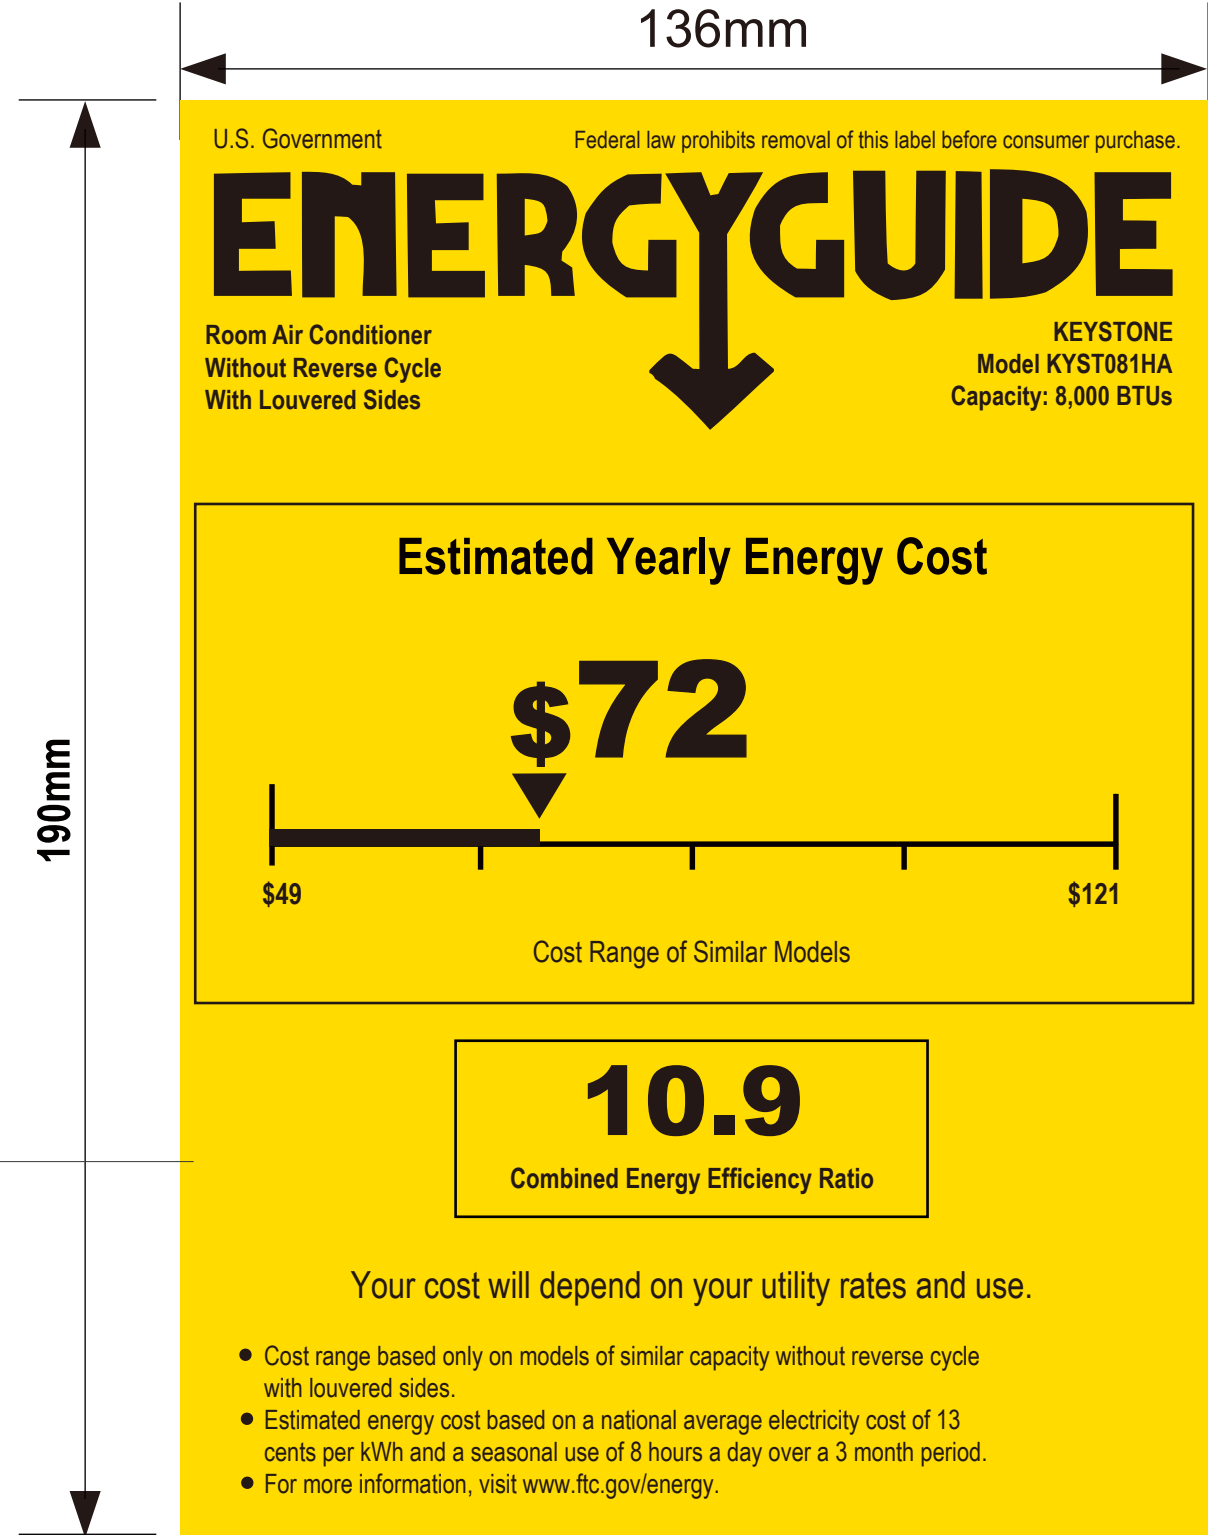 136mm
U.S. Government
Federal law prohibits removal of this label before consumer purchase.
ENERGYGUIDE
Room Air Conditioner
Without Reverse Cycle
With Louvered Sides
KEYSTONE
Model KYST081HA
Capacity: 8,000 BTUs
190mm
Estimated Yearly Energy Cost
$72
$49
$121
Cost Range of Similar Models
10.9
Combined Energy Efficiency Ratio
Your cost will depend on your utility rates and use.
● Cost range based only on models of similar capacity without reverse cycle
with louvered sides.
● Estimated energy cost based on a national average electricity cost of 13
cents per kWh and a seasonal use of 8 hours a day over a 3 month period.
● For more information, visit www.ftc.gov/energy.